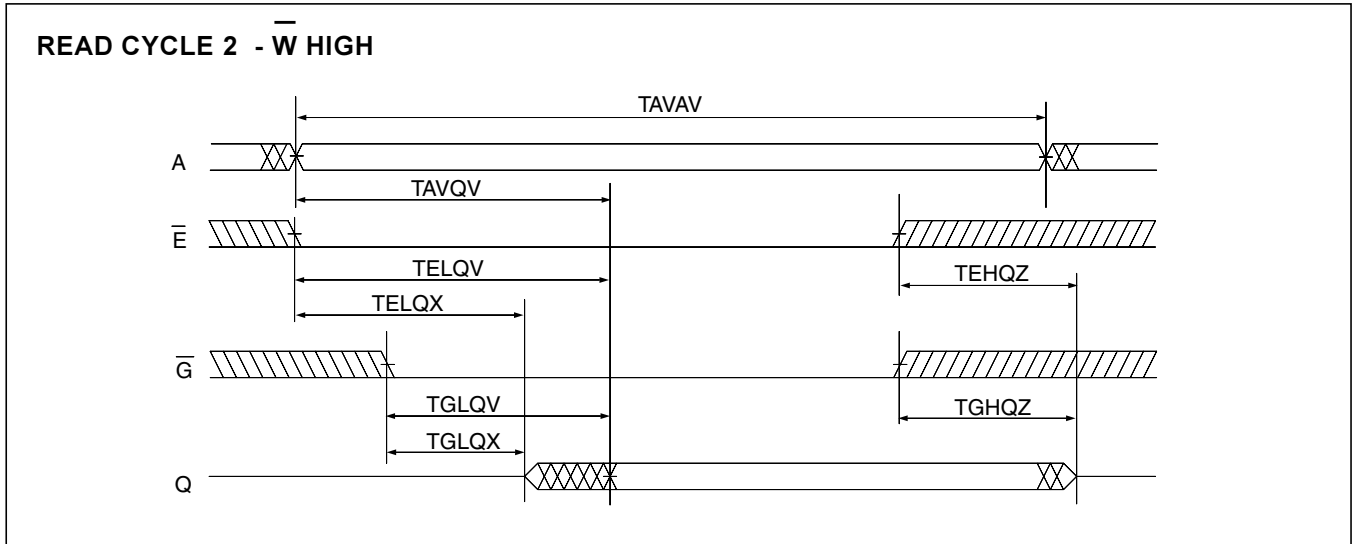 READ CYCLE 2 - W̅ HIGH
TAVAV
A
TAVQV
E̅
TELQV
TEHQZ
TELQX
G̅
TGLQV
TGHQZ
TGLQX
Q